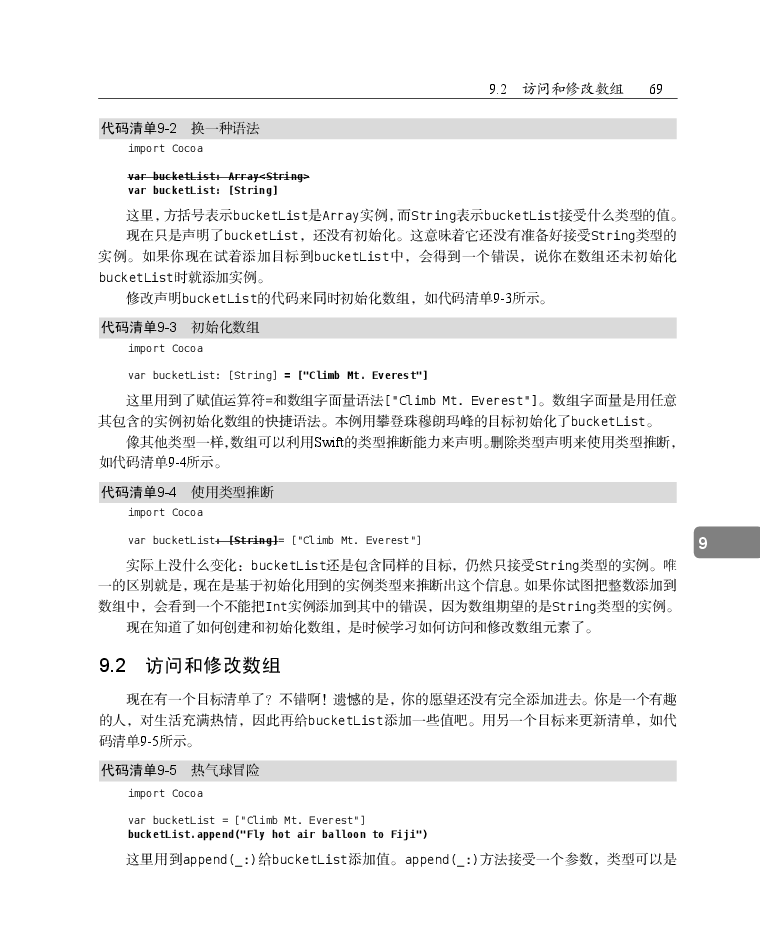 9.2 访问和修改数组 69
代码清单9-2 换一种语法
import Cocoa
var bucketList: Array<String>
var bucketList: [String]
这里，方括号表示bucketList是Array实例，而String表示bucketList接受什么类型的值。
现在只是声明了bucketList，还没有初始化。这意味着它还没有准备好接受String类型的
实例。如果你现在试着添加目标到bucketList中，会得到一个错误，说你在数组还未初始化
bucketList时就添加实例。
修改声明bucketList的代码来同时初始化数组，如代码清单9-3所示。
代码清单9-3 初始化数组
import Cocoa
var bucketList: [String] = ["Climb Mt. Everest"]
这里用到了赋值运算符=和数组字面量语法["Climb Mt. Everest"]。数组字面量是用任意
其包含的实例初始化数组的快捷语法。本例用攀登珠穆朗玛峰的目标初始化了bucketList。
像其他类型一样，数组可以利用Swift的类型推断能力来声明。删除类型声明来使用类型推断，
如代码清单9-4所示。
代码清单9-4 使用类型推断
import Cocoa
var bucketList: [String]= ["Climb Mt. Everest"]
9
实际上没什么变化：bucketList还是包含同样的目标，仍然只接受String类型的实例。唯
一的区别就是，现在是基于初始化用到的实例类型来推断出这个信息。如果你试图把整数添加到
数组中，会看到一个不能把Int实例添加到其中的错误，因为数组期望的是String类型的实例。
现在知道了如何创建和初始化数组，是时候学习如何访问和修改数组元素了。
9.2 访问和修改数组
现在有一个目标清单了？不错啊！遗憾的是，你的愿望还没有完全添加进去。你是一个有趣
的人，对生活充满热情，因此再给bucketList添加一些值吧。用另一个目标来更新清单，如代
码清单9-5所示。
代码清单9-5 热气球冒险
import Cocoa
var bucketList = ["Climb Mt. Everest"]
bucketList.append("Fly hot air balloon to Fiji")
这里用到append(_:)给bucketList添加值。append(_:)方法接受一个参数，类型可以是